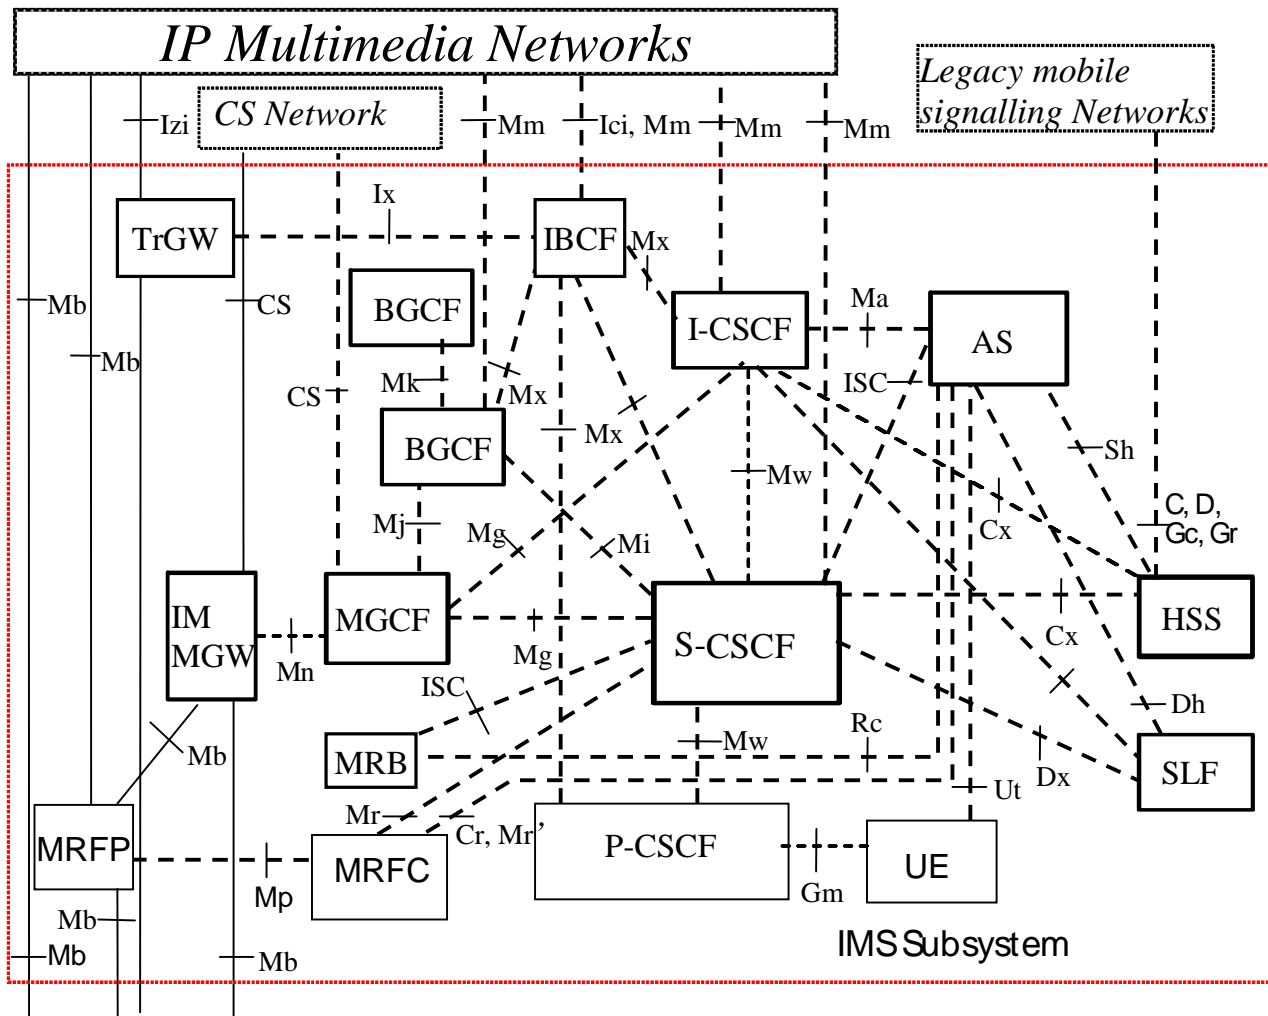 IP Multimedia Networks
Legacy mobile
signalling Networks
CS Network
Izi
Mm
Ici, Mm
Mm
Mm
Ix
TrGW
IBCF
Mx
Mb
CS
BGCF
I-CSCF
Ma
AS
Mb
Mk
Mx
ISC
CS
BGCF
Mx
Mw
Sh
Cx
C, D,
Gc, Gr
Mj
Mg
Mi
IM
MGW
MGCF
S-CSCF
HSS
Mn
Mg
Cx
ISC
Mb
MRB
Mw
Rc
Dh
Dx
SLF
Ut
Mr
Cr, Mr’
MRFP
MRFC
P-CSCF
UE
Mp
Gm
Mb
Mb
Mb
IMS Subsystem